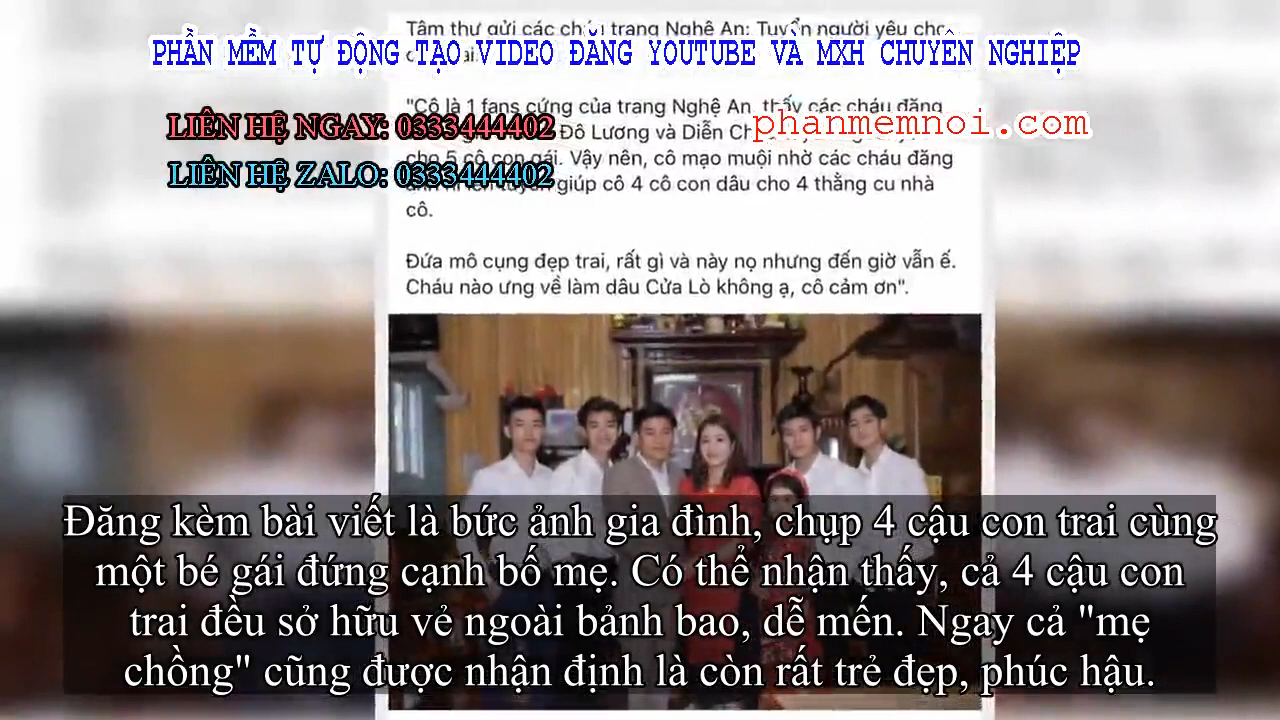 Tâm thư gửi các cháu trang Nghệ An: Tuyển người yêu cho
PHẦN MỀM TỰ ĐỘNG TẠO VIDEO ĐĂNG YOUTUBE VÀ MXH CHUYÊN NGHIỆP
"Cô là 1 fans cứng của trang Nghệ An, thấy các cháu đăng
LIÊN HỆ NGAY: 0333444402
phanmemnoi.com
Đô Lương và Diễn
cho 5 cô con gái. Vậy nên, cô mạo muội nhờ các cháu đăng
LIÊN HỆ ZALO: 0333444402
giúp cô 4 cô con dâu cho 4 thằng cu nhà
cô.
Đứa mô cụng đẹp trai, rất gì và này nọ nhưng đến giờ vẫn ế.
Cháu nào ưng về làm dâu Cửa Lò không ạ, cô cảm ơn".
Đăng kèm bài viết là bức ảnh gia đình, chụp 4 cậu con trai cùng
một bé gái đứng cạnh bố mẹ. Có thể nhận thấy, cả 4 cậu con
trai đều sở hữu vẻ ngoài bảnh bao, dễ mến. Ngay cả "mẹ
chồng" cũng được nhận định là còn rất trẻ đẹp, phúc hậu.